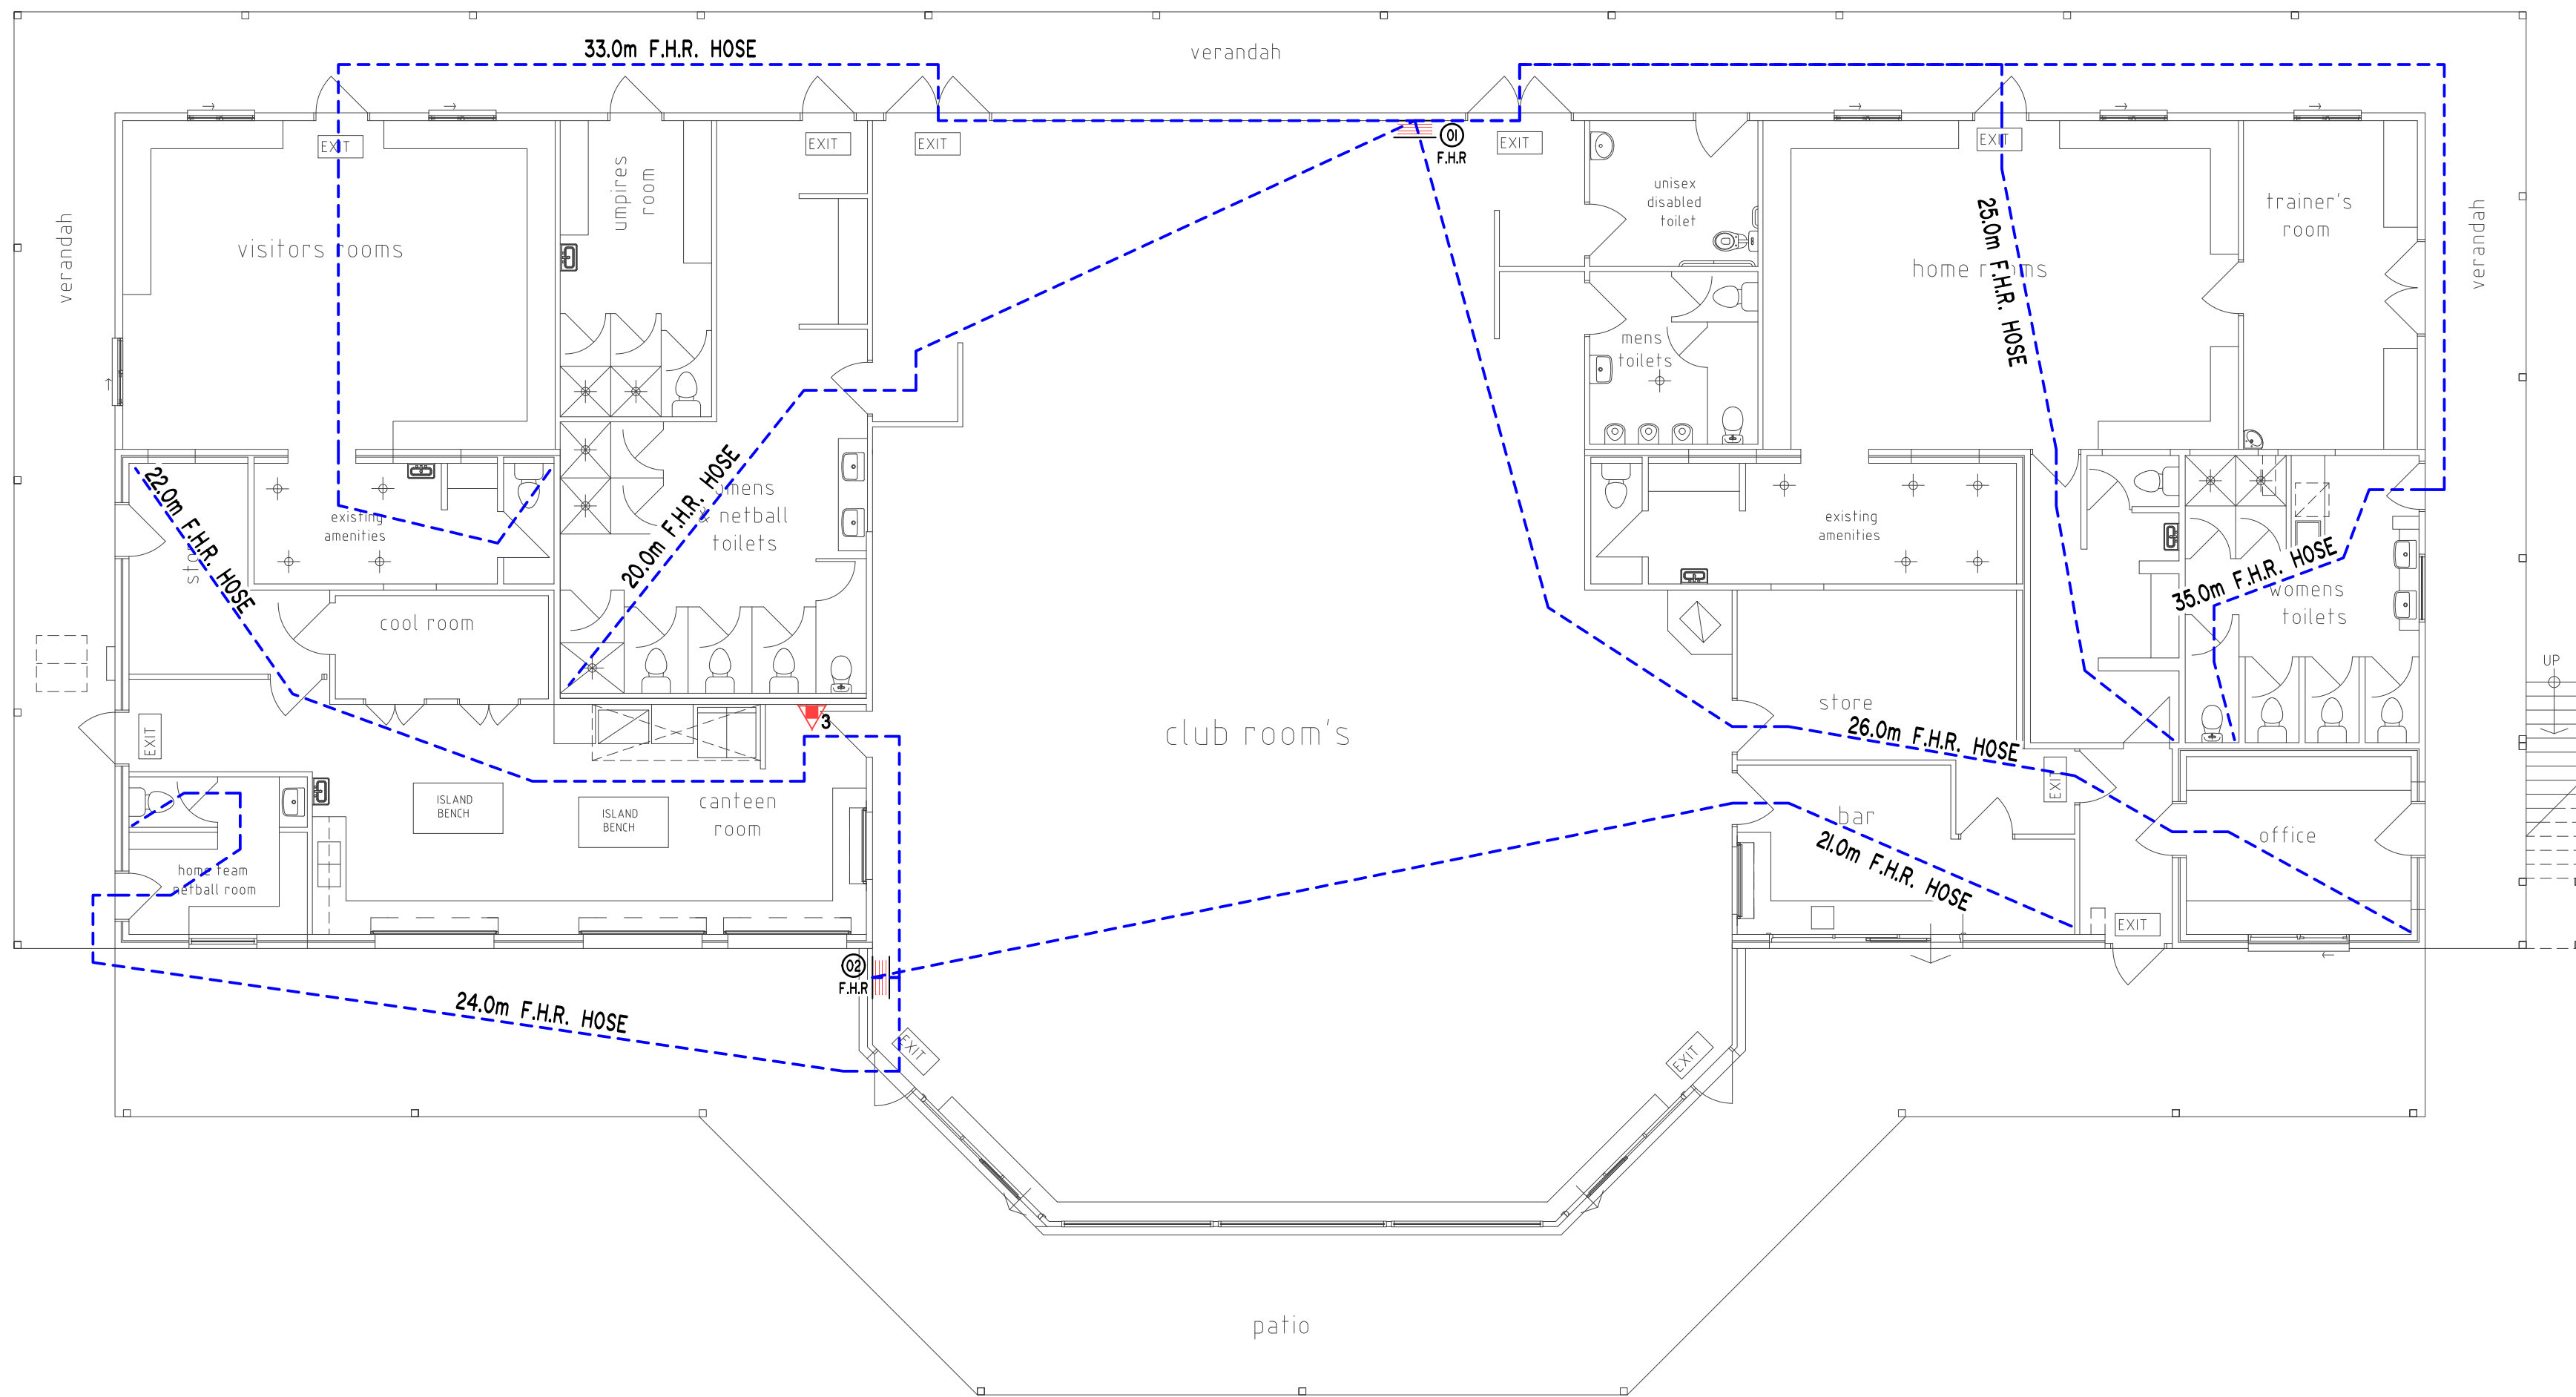 33.0m F.H.R. HOSE
verandah
EXIT
EXIT
EXIT
01
F.H.R
EXIT
EXIT
umpires
room
unisex
disabled
toilet
trainer's
room
verandah
visitors rooms
25.0m F.H.R. HOSE
home rooms
verandah
mens
toilets
22.0m F.H.R. HOSE
20.0m F.H.R. HOSE
& netball
toilets
existing
amenities
existing
amenities
35.0m F.H.R. HOSE
womens
toilets
cool room
UP
store
club room's
3
26.0m F.H.R. HOSE
EXIT
EXIT
ISLAND
BENCH
ISLAND
BENCH
canteen
room
bar
office
21.0m F.H.R. HOSE
home team
netball room
EXIT
02
F.H.R
24.0m F.H.R. HOSE
EXIT
EXIT
patio